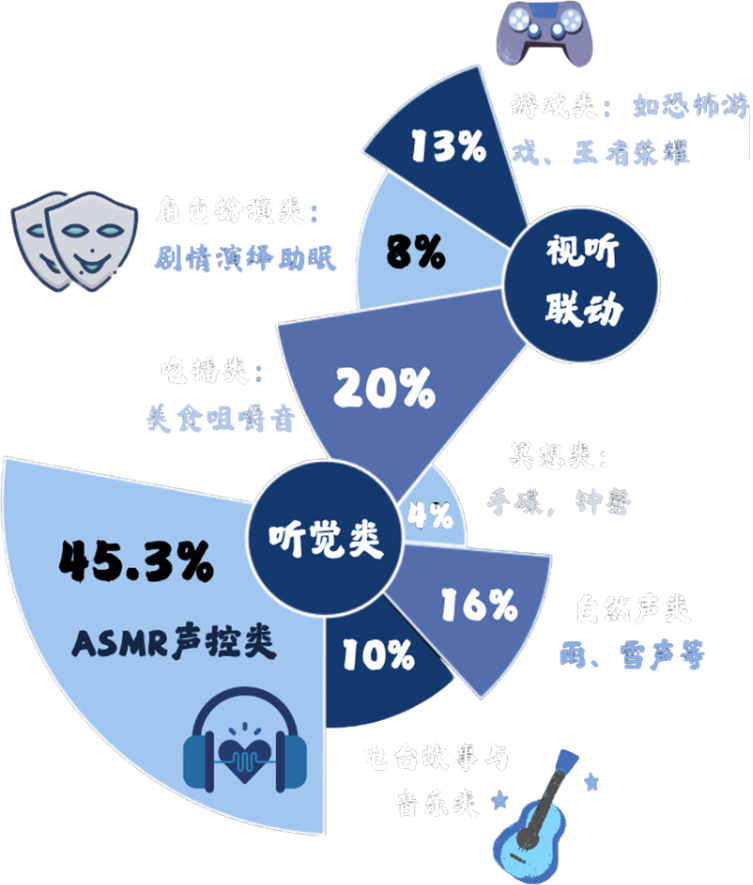 13%
游戏类：如恐怖游
戏、王者荣耀
角色扮演类：
剧情演绎助眠
8%
视听
联动
吃播类：
美食咀嚼音
20%
冥想类：
手碟，钟磬
4%
听觉类
45.3%
ASMR声控类
16%
自然声类
雨、雪声等
10%
电台故事与
音乐类